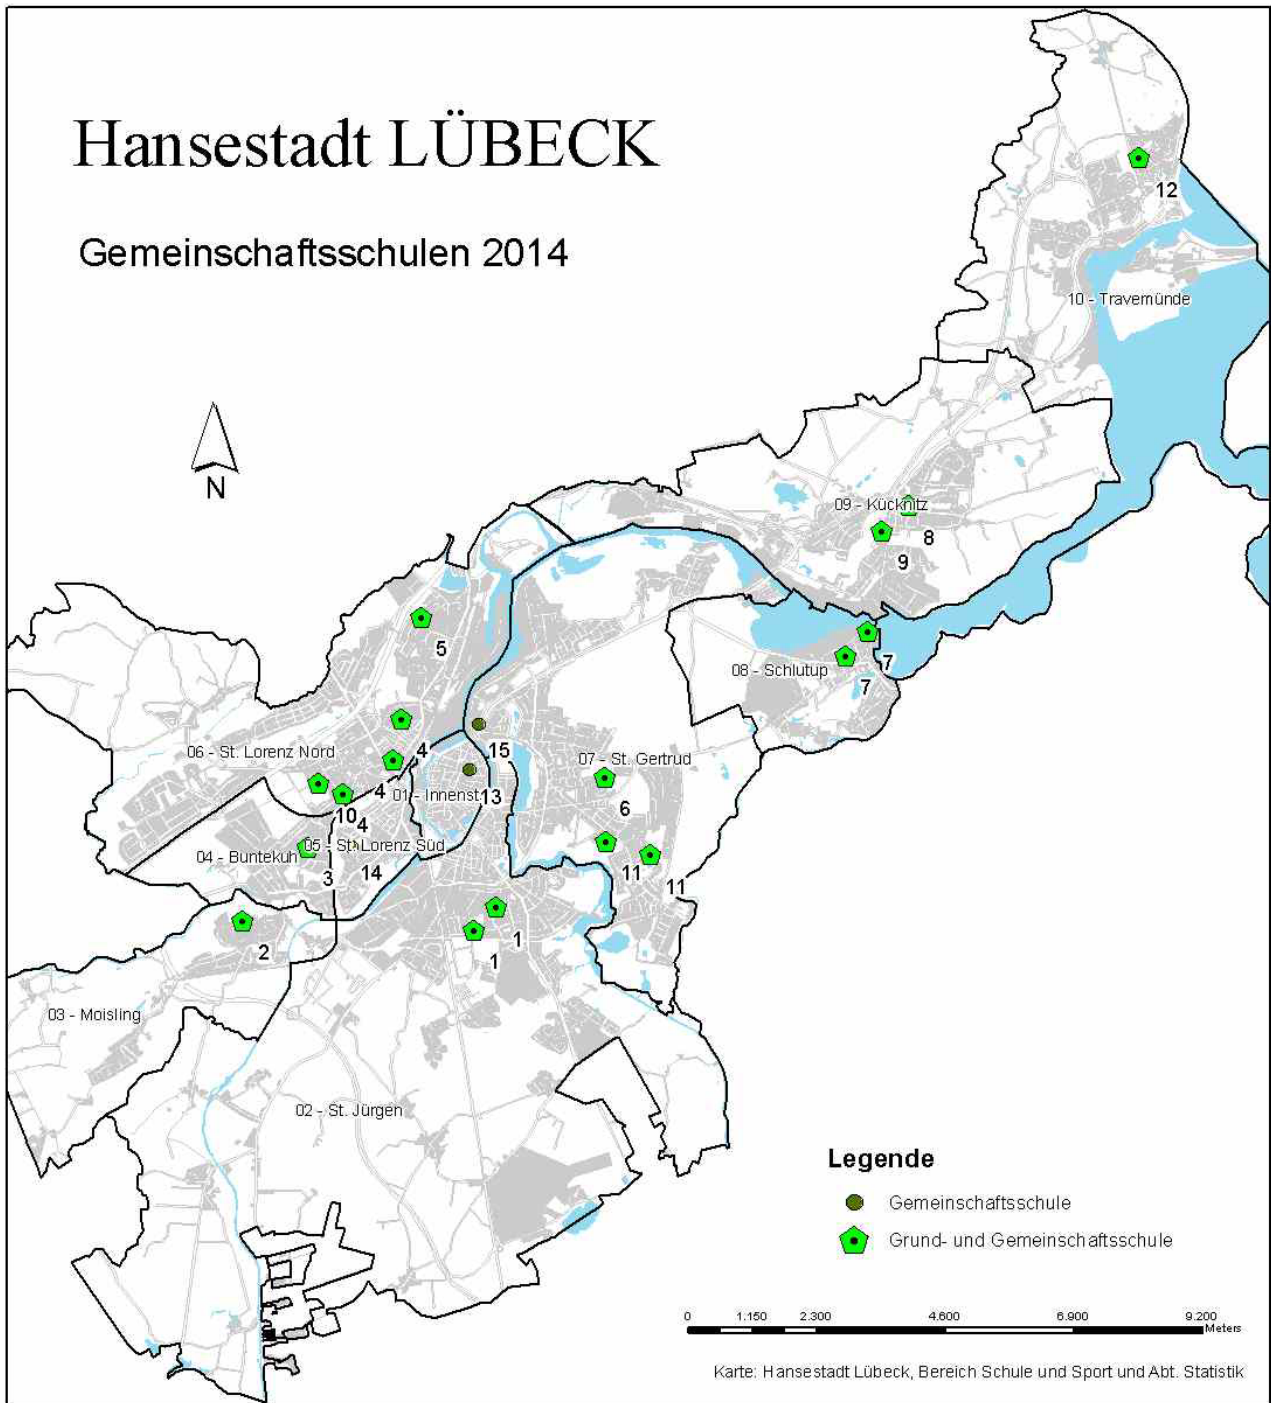 Hansestadt LÜBECK
Gemeinschaftsschulen 2014
12
10 - Travemünde
N
09 - Kücknitz
8
9
5
7
08 - Schlutup
7
06 - St. Lorenz Nord
4
15
07 - St. Gertrud
4
01 - Innenst
13
10
6
4
05 - St. Lorenz Süd
04 - Buntekuh
3
14
11
11
1
2
1
03 - Moisling
02 - St. Jürgen
Legende
Gemeinschaftsschule
Grund- und Gemeinschaftsschule
0 1.150 2.300 4.600 6.900 9.200
Meters
Karte: Hansestadt Lübeck, Bereich Schule und Sport und Abt. Statistik